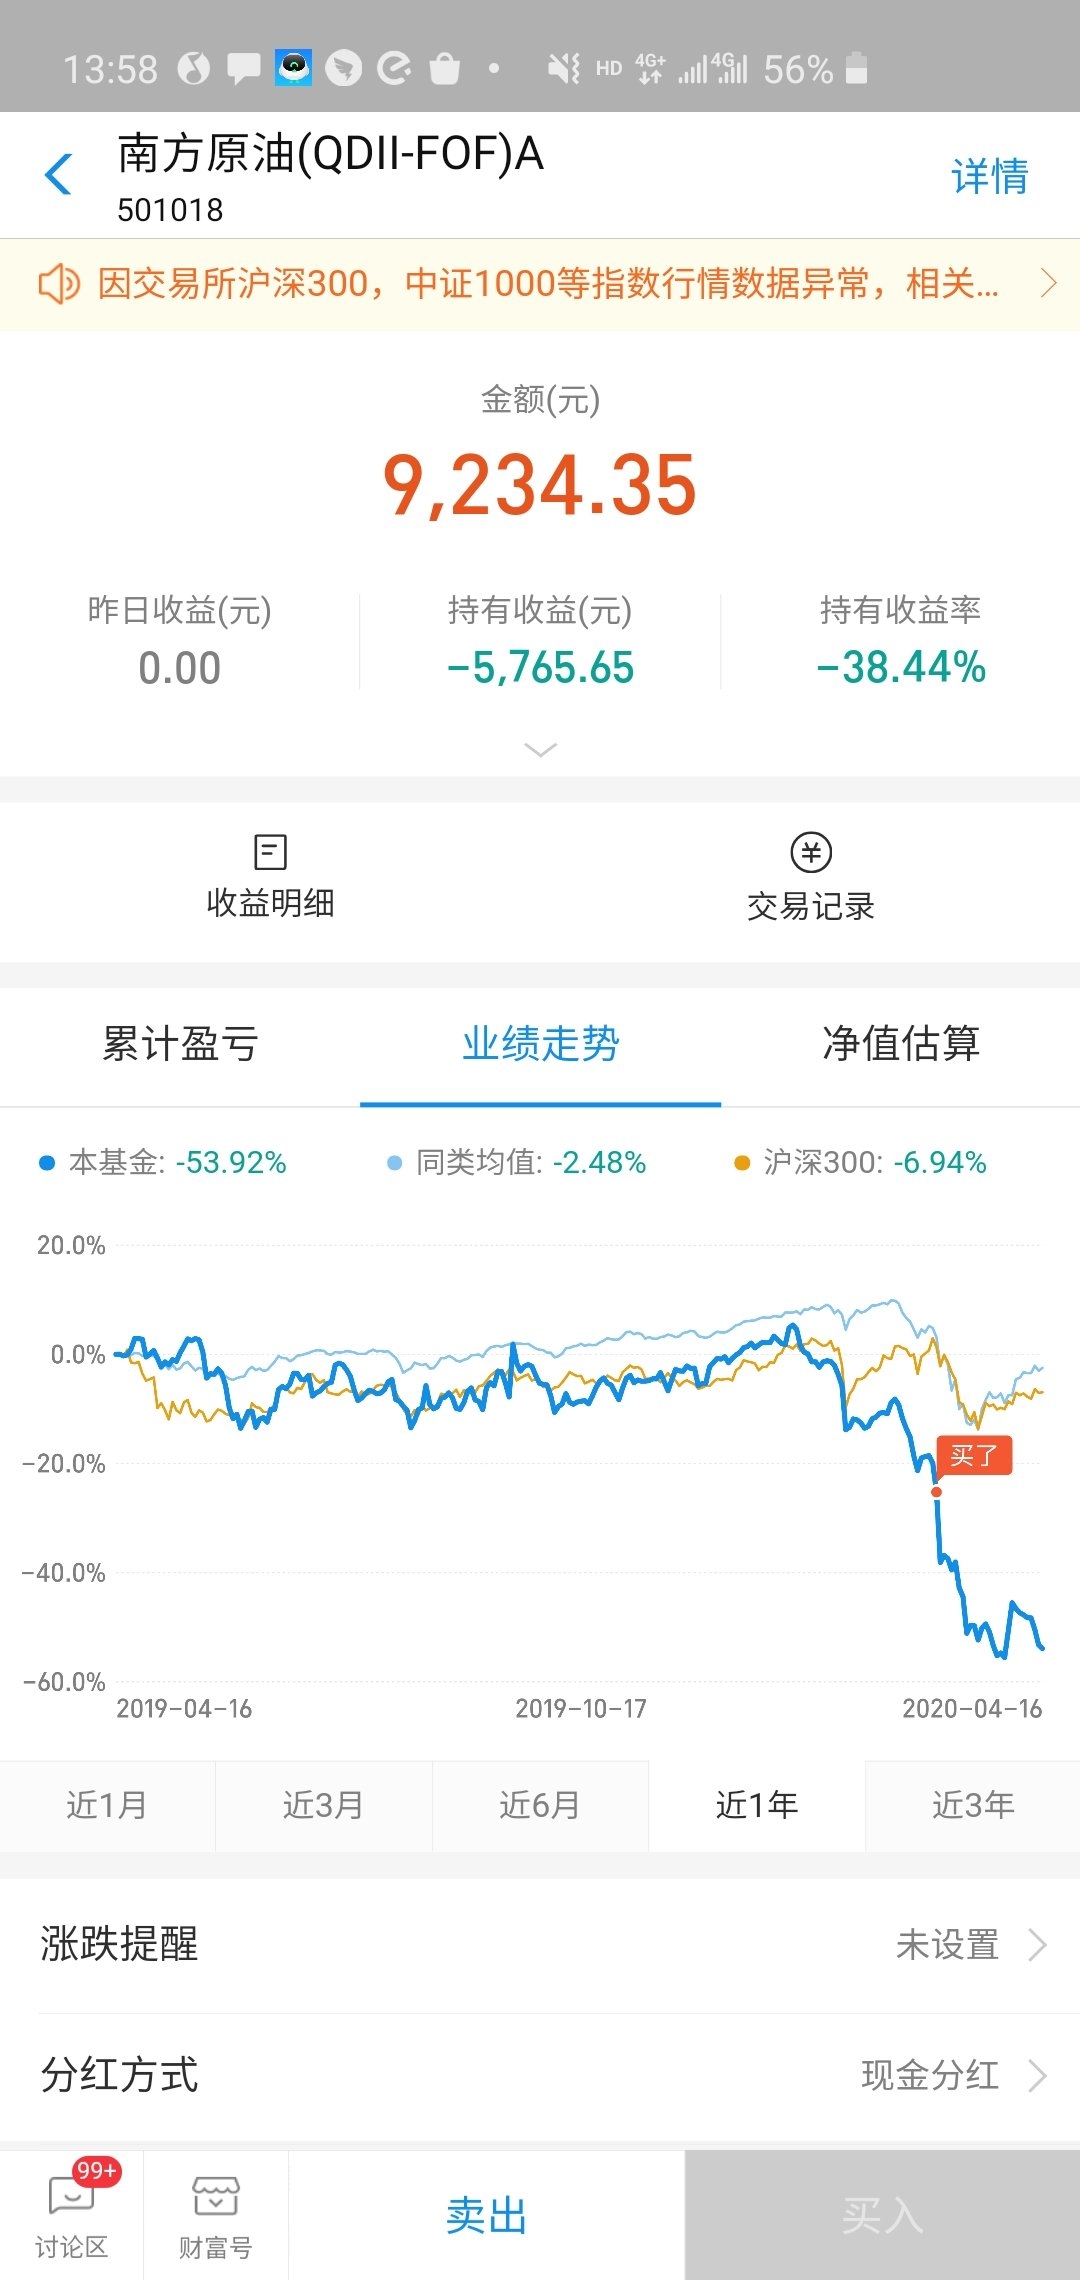 13:58 HD 4G+ 4G 56%
南方原油(QDII-FOF)A
501018
详情
因交易所沪深300，中证1000等指数行情数据异常，相关...
金额(元)
9,234.35
昨日收益(元) 持有收益(元) 持有收益率
0.00 -5,765.65 -38.44%
收益明细 交易记录
累计盈亏 业绩走势 净值估算
本基金: -53.92% 同类均值: -2.48% 沪深300: -6.94%
20.0%
0.0%
-20.0%
买了
-40.0%
-60.0%
2019-04-16 2019-10-17 2020-04-16
近1月 近3月 近6月 近1年 近3年
涨跌提醒 未设置
分红方式 现金分红
99+
讨论区 财富号 卖出 买入